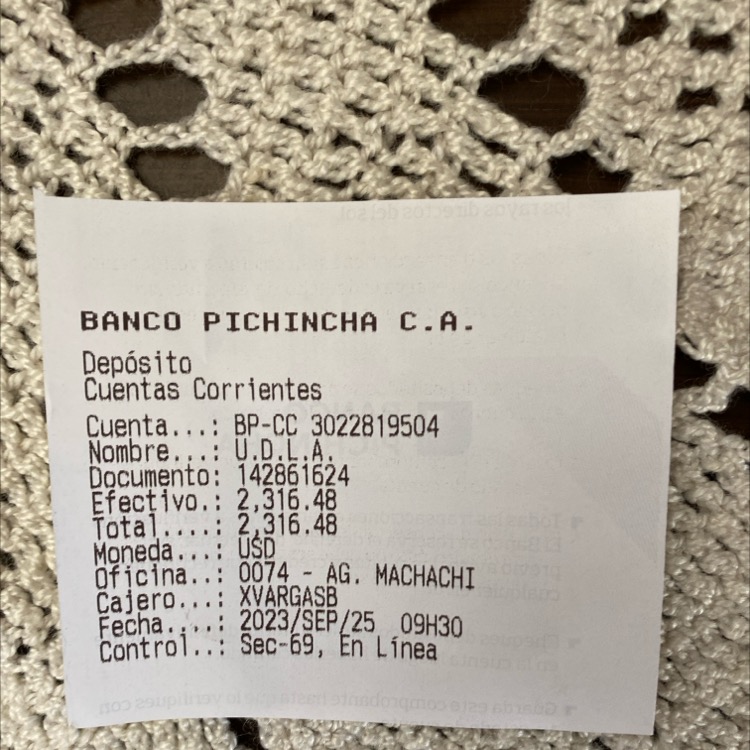 BANCO PICHINCHA C.A.
Depósito
Cuentas Corrientes
Cuenta...: BP-CC 3022819504
Nombre...: U.D.L.A.
Documento: 142861624
Efectivo.: 2,316.48
Total....: 2,316.48
Moneda...: USD
Oficina..: 0074 - AG. MACHACHI
Cajero...: XVARGASB
Fecha....: 2023/SEP/25 09H30
Control..: Sec-69, En Línea